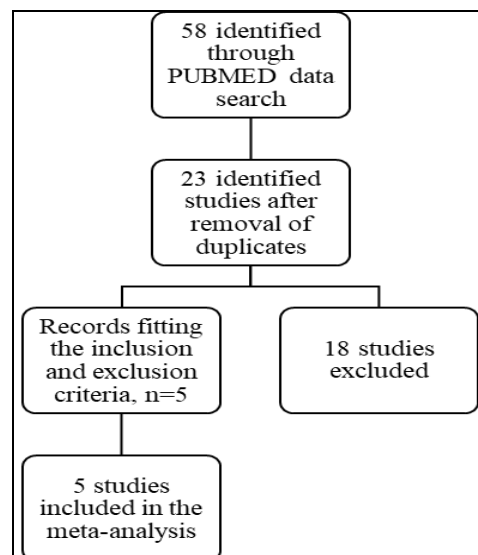 58 identified
through
PUBMED data
search
23 identified
studies after
removal of
duplicates
Records fitting
the inclusion
and exclusion
criteria, n=5
18 studies
excluded
5 studies
included in the
meta-analysis